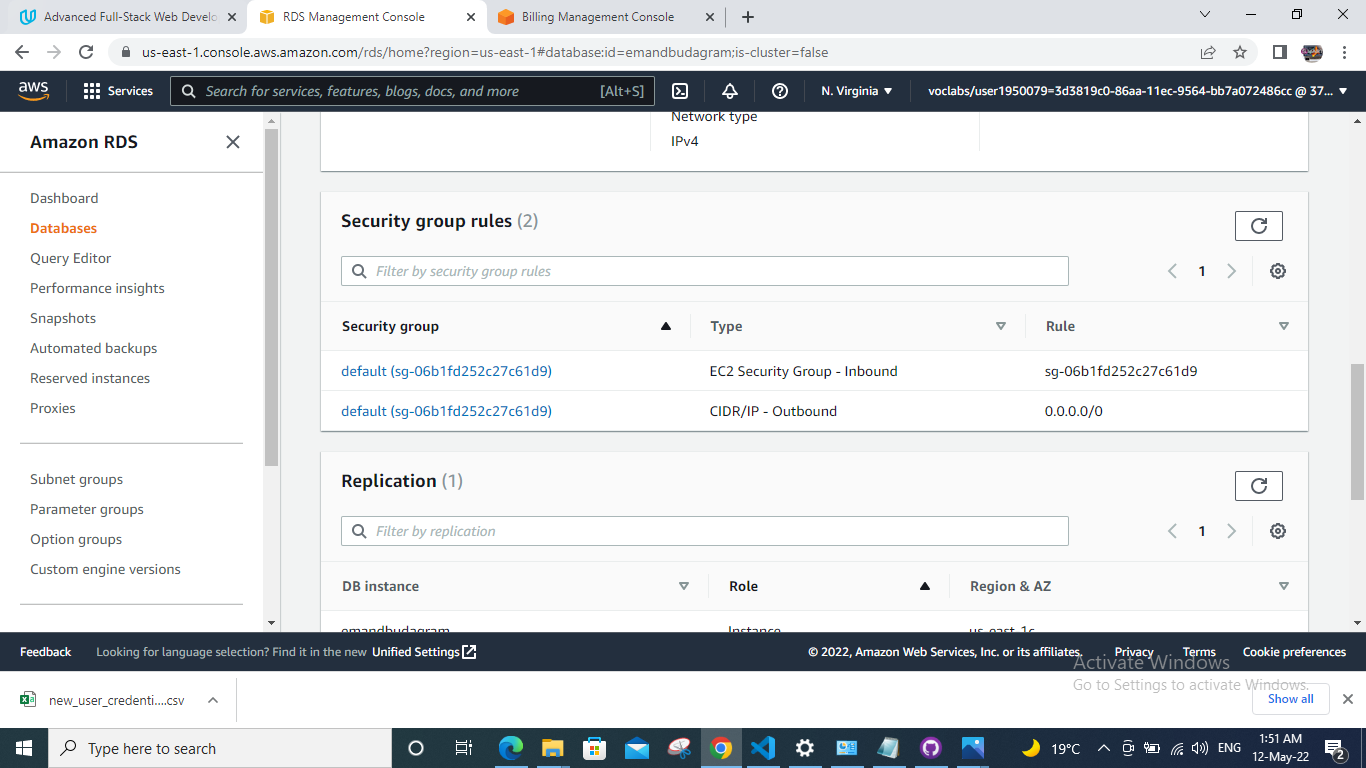 Advanced Full-Stack Web Develo
RDS Management Console
Billing Management Console
us-east-1.console.aws.amazon.com/rds/home?region=us-east-1#database:id=emandbudagram;is-cluster=false
aws
Services
Search for services, features, blogs, docs, and more
[Alt+S]
N. Virginia
voclabs/user1950079=3d3819c0-86aa-11ec-9564-bb7a072486cc @ 37...
Amazon RDS
Dashboard
Databases
Query Editor
Performance insights
Snapshots
Automated backups
Reserved instances
Proxies
Subnet groups
Parameter groups
Option groups
Custom engine versions
Network type
IPv4
Security group rules (2)
Filter by security group rules
1
Security group
Type
Rule
default (sg-06b1fd252c27c61d9)
EC2 Security Group - Inbound
sg-06b1fd252c27c61d9
default (sg-06b1fd252c27c61d9)
CIDR/IP - Outbound
0.0.0.0/0
Replication (1)
Filter by replication
1
DB instance
Role
Region & AZ
emandbudagram
Instance
us-east-1c
Feedback
Looking for language selection? Find it in the new Unified Settings
© 2022, Amazon Web Services, Inc. or its affiliates.
Privacy
Terms
Cookie preferences
Activate Windows
Go to Settings to activate Windows.
new_user_credenti....csv
Show all
Type here to search
19°C
ENG
1:51 AM
12-May-22
2